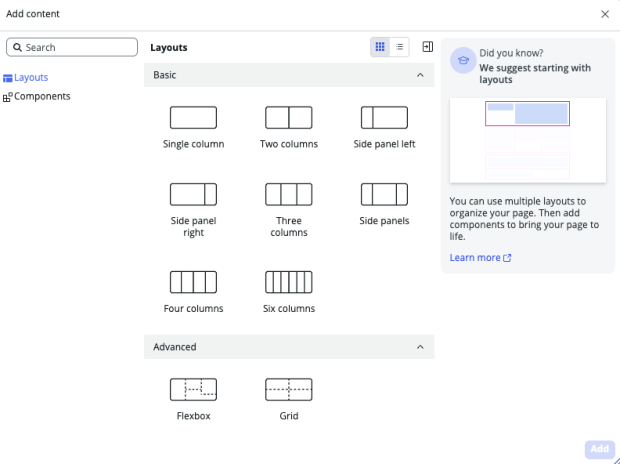 Add content
Search
Layouts
Components
Layouts
Basic
Single column
Two columns
Side panel left
Side panel
right
Three
columns
Side panels
Four columns
Six columns
Advanced
Flexbox
Grid
Did you know?
We suggest starting with
layouts
You can use multiple layouts to
organize your page. Then add
components to bring your page to
life.
Learn more
Add